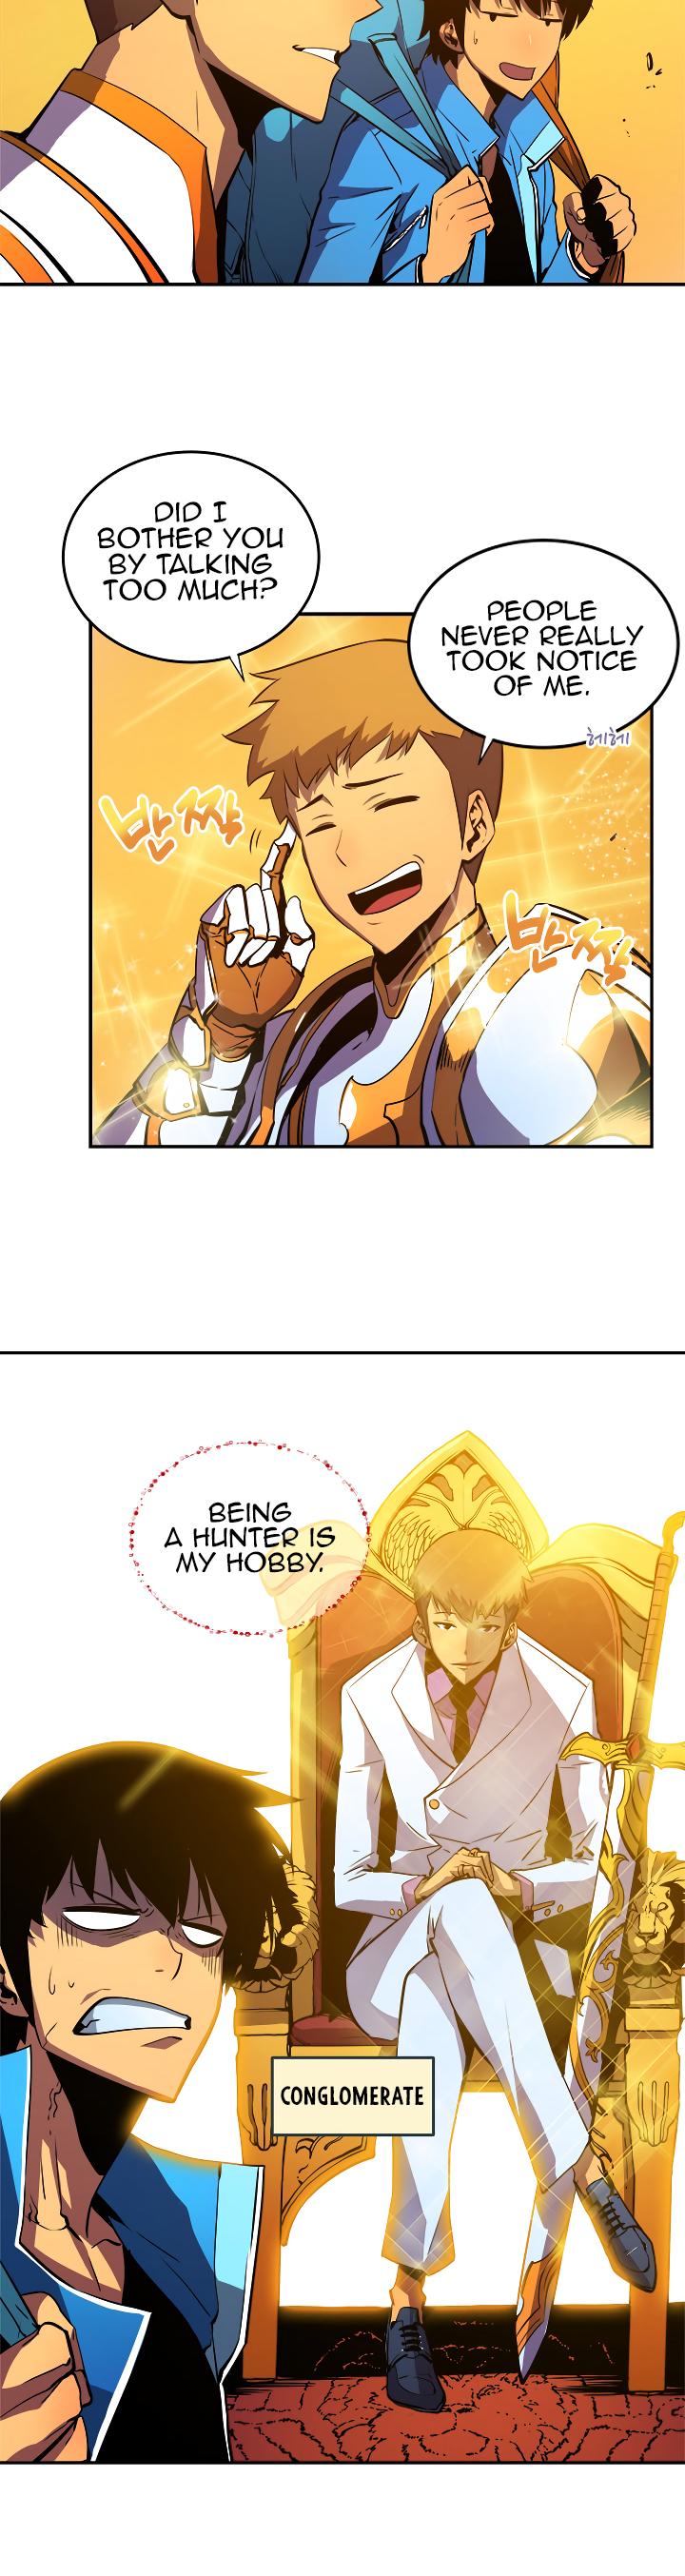 DID I
BOTHER YOU
BY TALKING
TOO MUCH?
PEOPLE
NEVER REALLY
TOOK NOTICE
OF ME.
헤헤
반짝
반짝
BEING
A HUNTER IS
MY HOBBY.
CONGLOMERATE